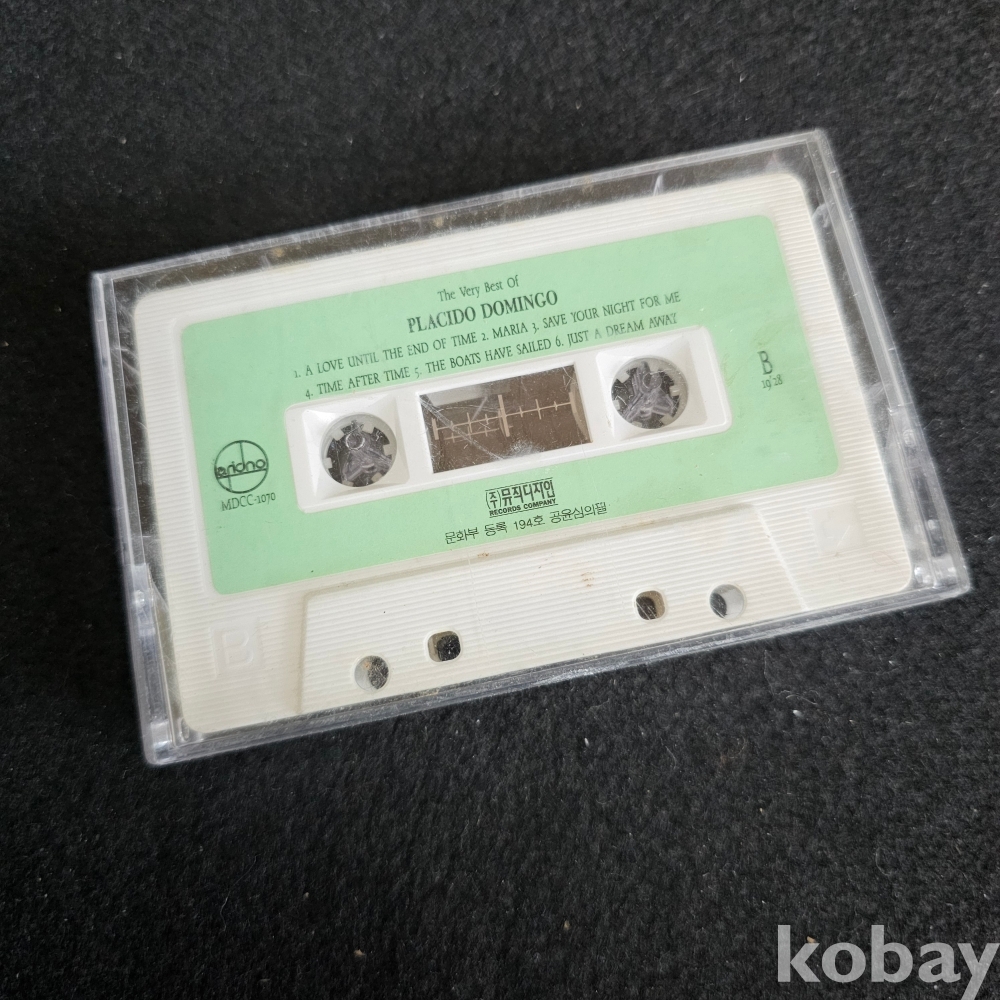 The Very Best Of
PLACIDO DOMINGO
1. A LOVE UNTIL THE END OF TIME 2. MARIA 3. SAVE YOUR NIGHT FOR ME
4. TIME AFTER TIME 5. THE BOATS HAVE SAILED 6. JUST A DREAM AWAY
B
MDCC-1070
(주)뮤직디자인
RECORDS COMPANY
문화부 등록 194호 공윤심의필
B
kobay